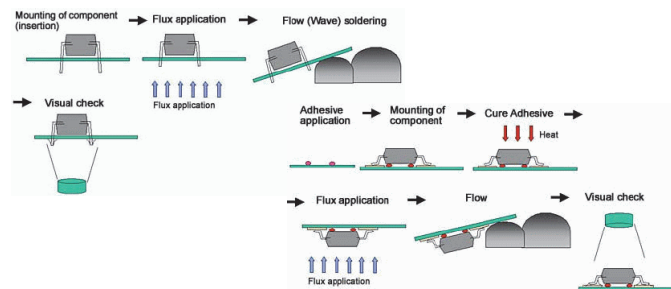 Mounting of component
(insertion)
Flux application
Flow (Wave) soldering
Flux application
Visual check
Adhesive
application
Mounting of
component
Cure Adhesive
Heat
Flux application
Flow
Visual check
Flux application